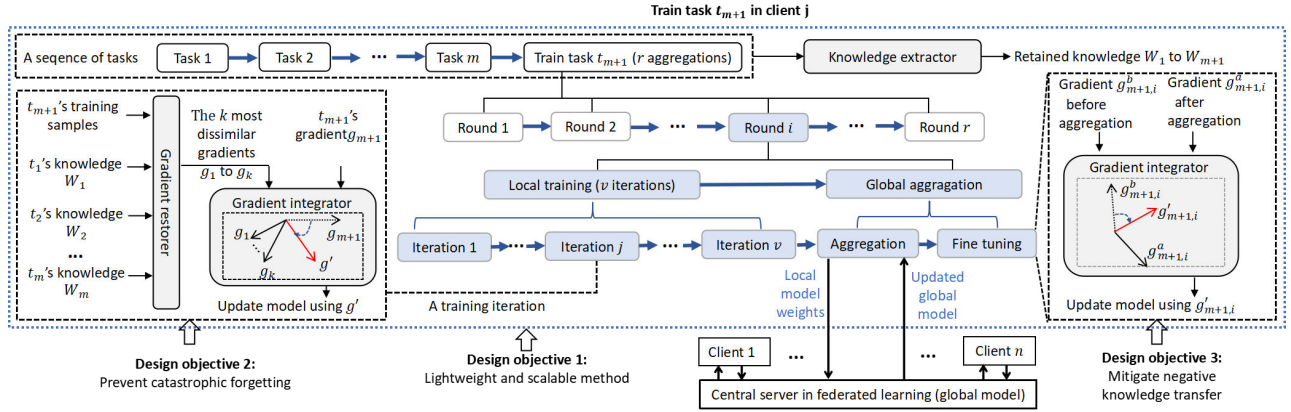 Train task t_{m+1} in client j
A seqence of tasks
Task 1
Task 2
...
Task m
Train task t_{m+1} (r aggregations)
Knowledge extractor
Retained knowledge W_1 to W_{m+1}
t_{m+1}'s training
samples
t_1's knowledge
W_1
t_2's knowledge
W_2
...
t_m's knowledge
W_m
Gradient restorer
The k most
dissimilar
gradients
g_1 to g_k
t_{m+1}'s
gradient g_{m+1}
Gradient integrator
g_1
g_k
g'
g_{m+1}
Update model using g'
Round 1
Round 2
...
Round i
...
Round r
Local training (v iterations)
Global aggragation
Iteration 1
...
Iteration j
...
Iteration v
Aggregation
Fine tuning
A training iteration
Local
model
weights
Updated
global
model
Gradient g^b_{m+1,i}
before
aggregation
Gradient g^a_{m+1,i}
after
aggregation
Gradient integrator
g^b_{m+1,i}
g'_{m+1,i}
g^a_{m+1,i}
Update model using g'_{m+1,i}
Design objective 2:
Prevent catastrophic forgetting
Design objective 1:
Lightweight and scalable method
Client 1
...
...
Client n
Central server in federated learning (global model)
Design objective 3:
Mitigate negative
knowledge transfer